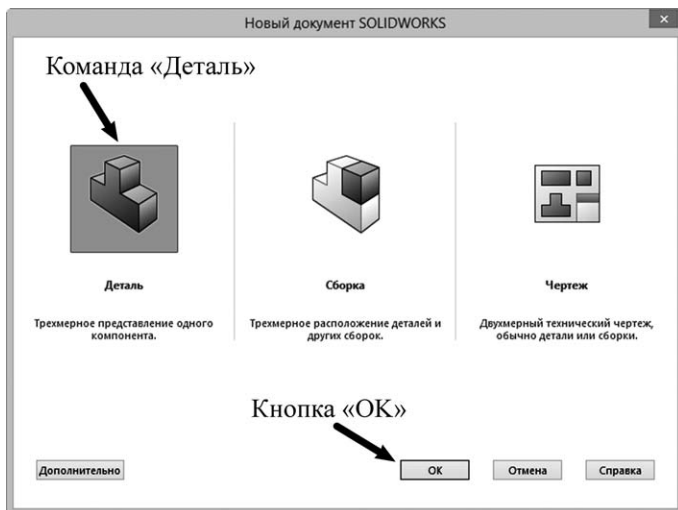 Новый документ SOLIDWORKS
Команда «Деталь»
Деталь
Трехмерное представление одного
компонента.
Сборка
Трехмерное расположение деталей и
других сборок.
Чертеж
Двухмерный технический чертеж,
обычно детали или сборки.
Кнопка «ОК»
Дополнительно
ОК
Отмена
Справка